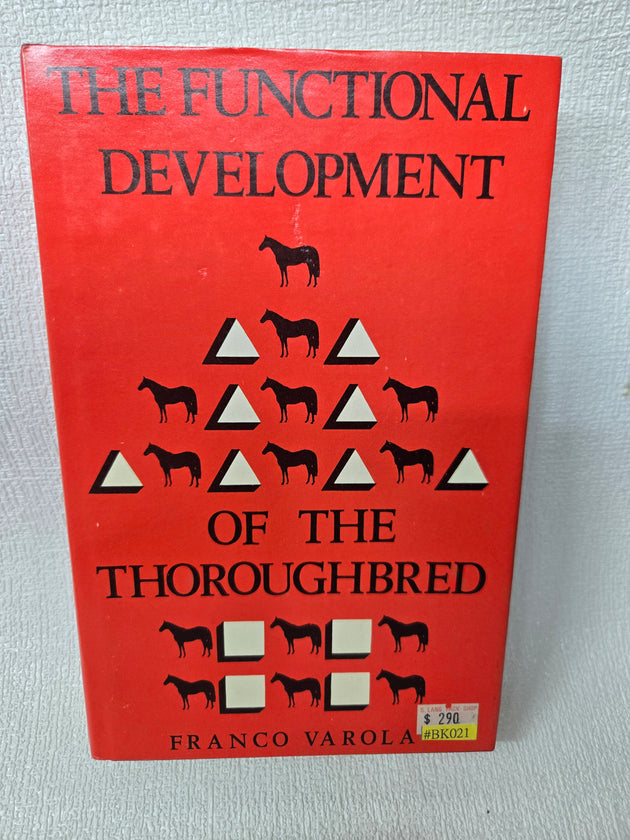 THE FUNCTIONAL
DEVELOPMENT
OF THE
THOROUGHBRED
FRANCO VAROLA
$ 290
#BK021